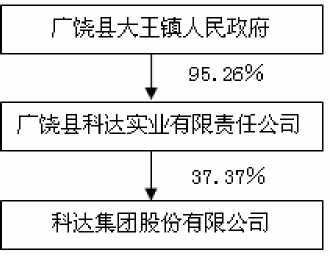 广饶县大王镇人民政府
95.26%
广饶县科达实业有限责任公司
37.37%
科达集团股份有限公司